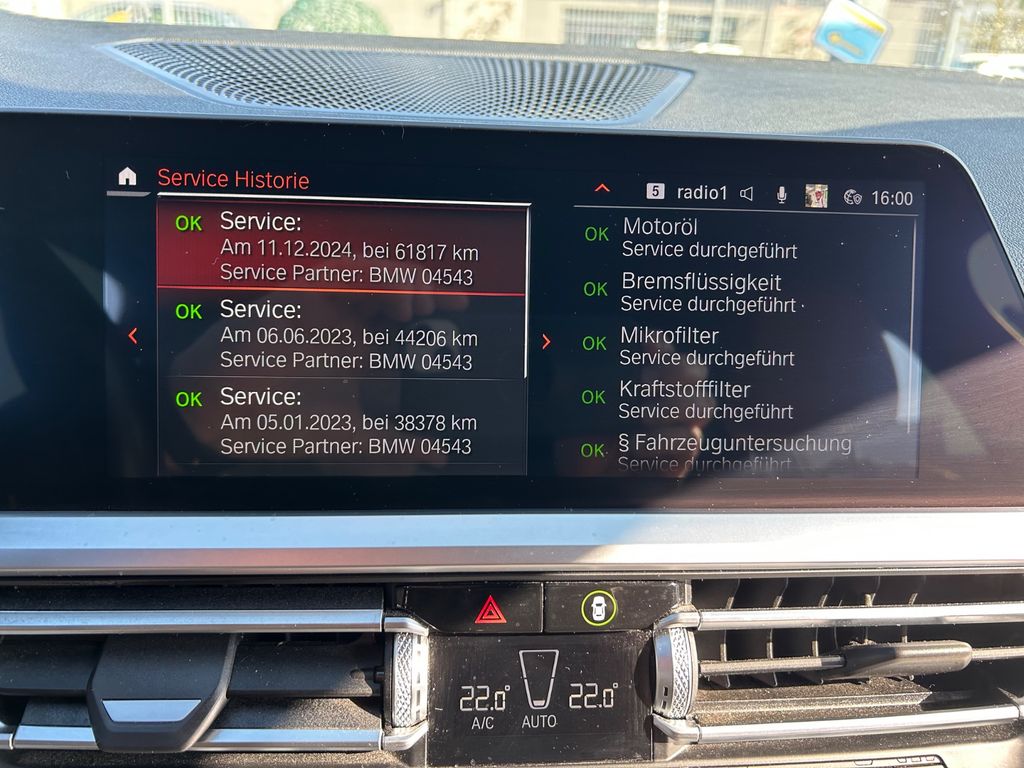 Service Historie
5 radio1 16:00
OK Service:
Am 11.12.2024, bei 61817 km
Service Partner: BMW 04543
OK Service:
Am 06.06.2023, bei 44206 km
Service Partner: BMW 04543
OK Service:
Am 05.01.2023, bei 38378 km
Service Partner: BMW 04543
OK Motoröl
Service durchgeführt
OK Bremsflüssigkeit
Service durchgeführt
OK Mikrofilter
Service durchgeführt
OK Kraftstofffilter
Service durchgeführt
OK § Fahrzeuguntersuchung
Service durchgeführt
22.0° 22.0°
A/C AUTO